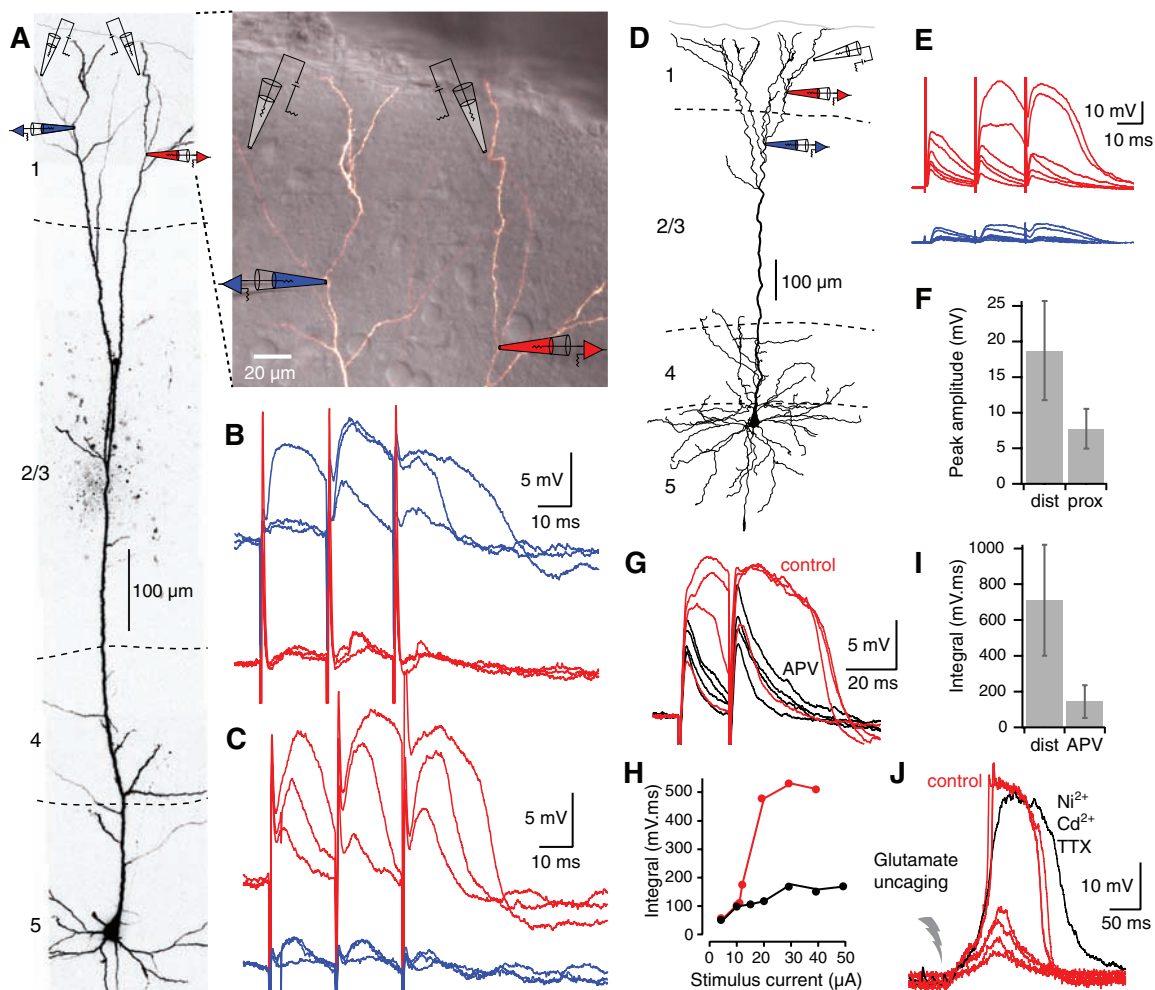 A
1
2/3
100 µm
4
5
20 µm
B
5 mV
10 ms
C
5 mV
10 ms
D
1
2/3
100 µm
4
5
E
10 mV
10 ms
F
Peak amplitude (mV)
25
20
15
10
5
0
dist prox
G
control
APV
5 mV
20 ms
H
Integral (mV.ms)
500
400
300
200
100
0
0 10 20 30 40 50
Stimulus current (µA)
I
Integral (mV.ms)
1000
800
600
400
200
0
dist APV
J
control
Ni²⁺
Cd²⁺
TTX
Glutamate
uncaging
10 mV
50 ms